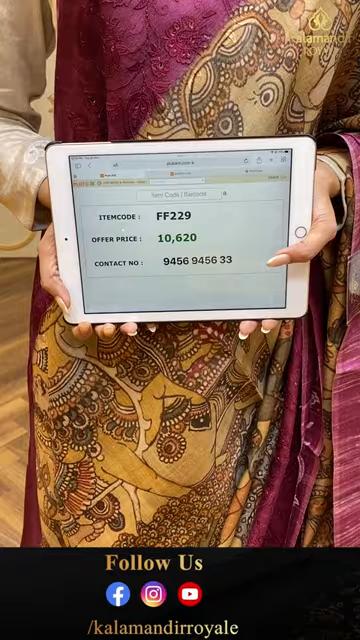 kalamandir
ROYALE
Item Code / Barcode
ITEMCODE : FF229
OFFER PRICE : 10,620
CONTACT NO : 9456 9456 33
Follow Us
/kalamandirroyale